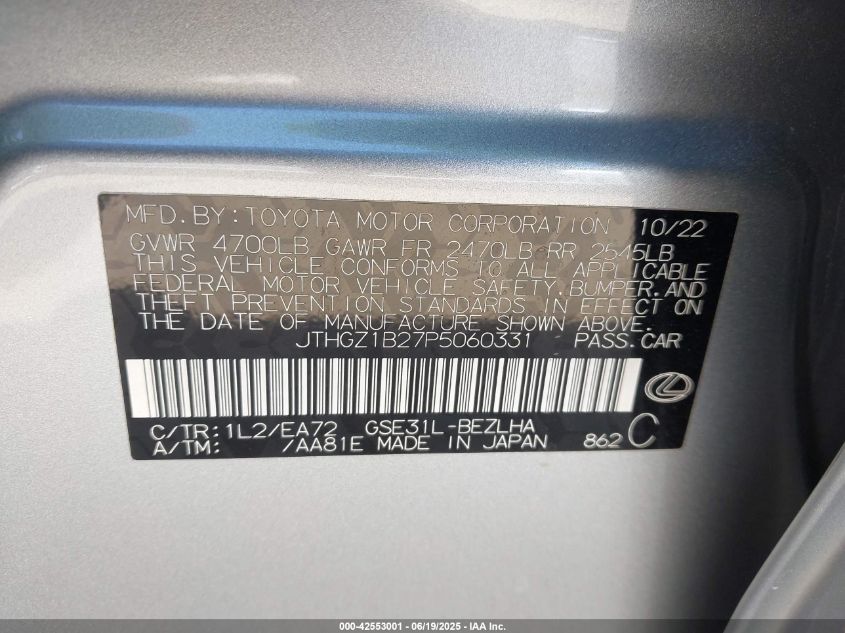 MFD. BY: TOYOTA MOTOR CORPORATION 10/22
GVWR 4700LB GAWR FR 2470LB RR 2545LB
THIS VEHICLE CONFORMS TO ALL APPLICABLE
FEDERAL MOTOR VEHICLE SAFETY, BUMPER, AND
THEFT PREVENTION STANDARDS IN EFFECT ON
THE DATE OF MANUFACTURE SHOWN ABOVE.
JTHGZ1B27P5060331 PASS.CAR
C/TR: 1L2/EA72 GSE31L-BEZLHA
A/TM: /AA81E MADE IN JAPAN 862 C
000-42553001 - 06/19/2025 - IAA Inc.